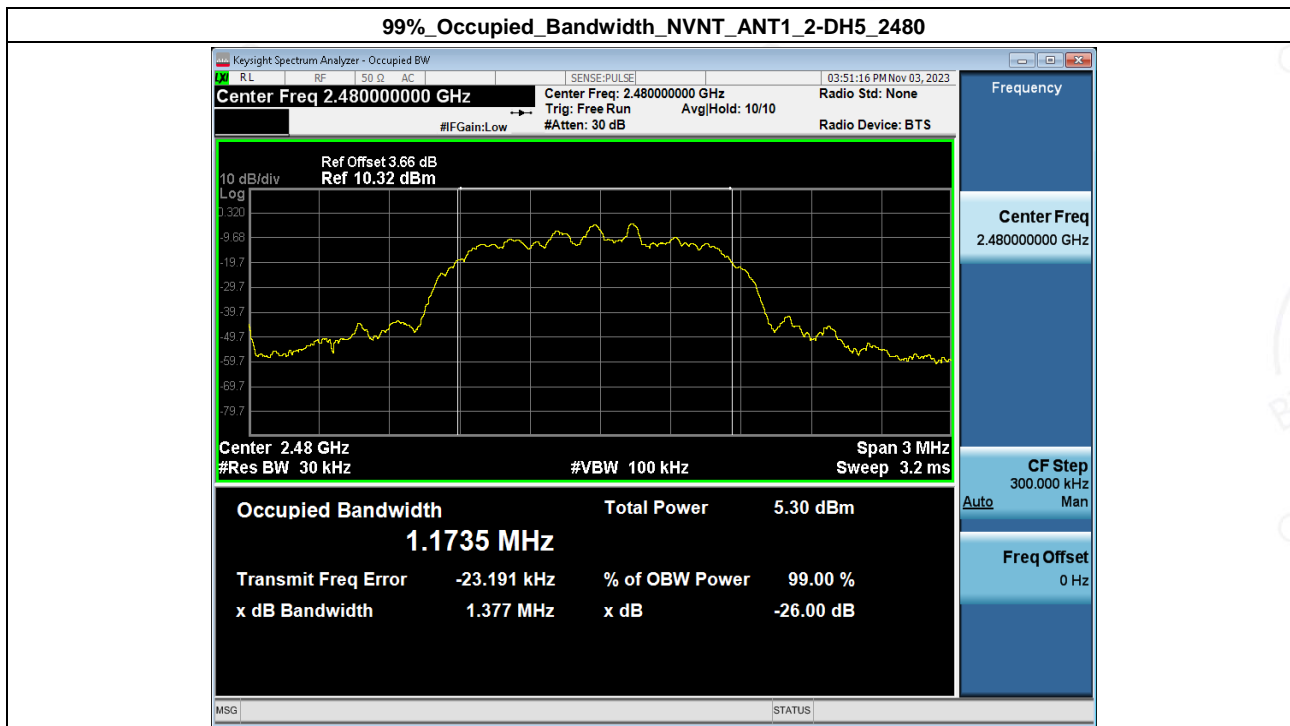 99%_Occupied_Bandwidth_NVNT_ANT1_2-DH5_2480
Keysight Spectrum Analyzer - Occupied BW
LXI RL RF 50 Ω AC SENSE:PULSE 03:51:16 PM Nov 03, 2023
Center Freq 2.480000000 GHz
Center Freq: 2.480000000 GHz
Radio Std: None
Trig: Free Run Avg|Hold: 10/10
#IFGain:Low #Atten: 30 dB Radio Device: BTS
Ref Offset 3.66 dB
10 dB/div Ref 10.32 dBm
Log
0.320
-9.68
-19.7
-29.7
-39.7
-49.7
-59.7
-69.7
-79.7
Center 2.48 GHz Span 3 MHz
#Res BW 30 kHz #VBW 100 kHz Sweep 3.2 ms
Occupied Bandwidth Total Power 5.30 dBm
1.1735 MHz
Transmit Freq Error -23.191 kHz % of OBW Power 99.00 %
x dB Bandwidth 1.377 MHz x dB -26.00 dB
Frequency
Center Freq
2.480000000 GHz
CF Step
300.000 kHz
Auto Man
Freq Offset
0 Hz
MSG STATUS